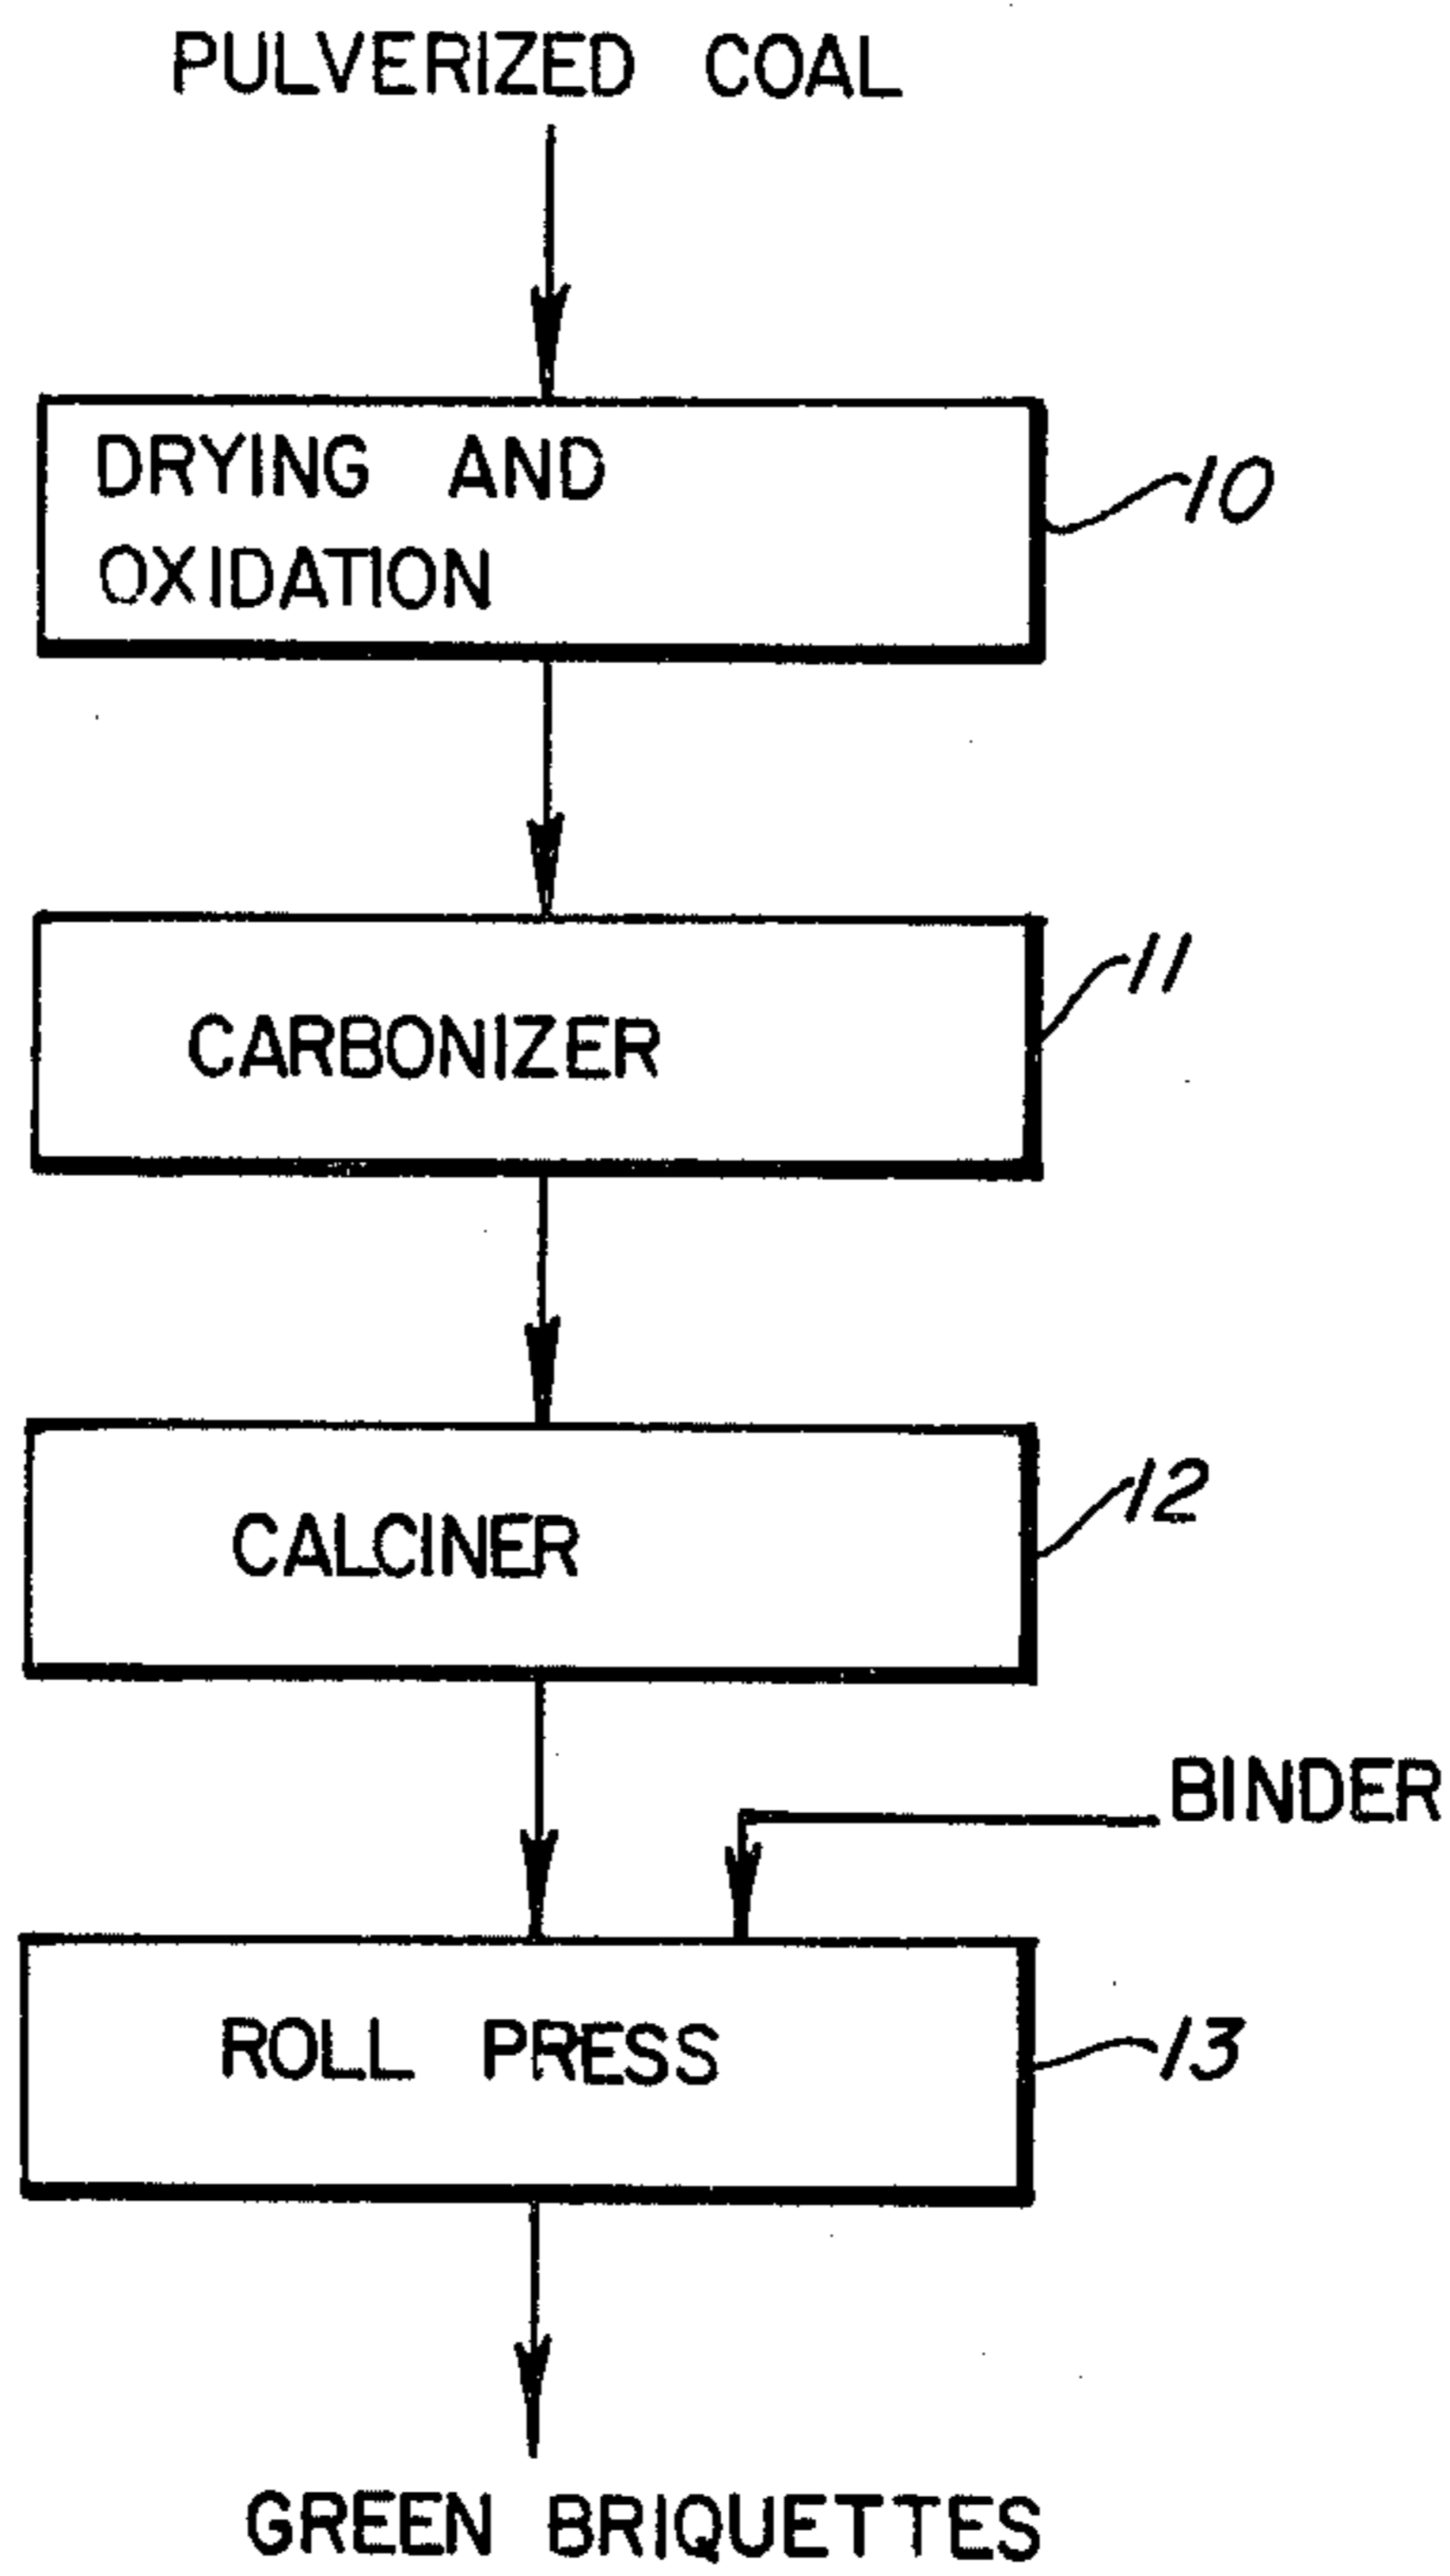 PULVERIZED COAL
DRYING AND
OXIDATION
10
CARBONIZER
11
CALCINER
12
BINDER
ROLL PRESS
13
GREEN BRIQUETTES